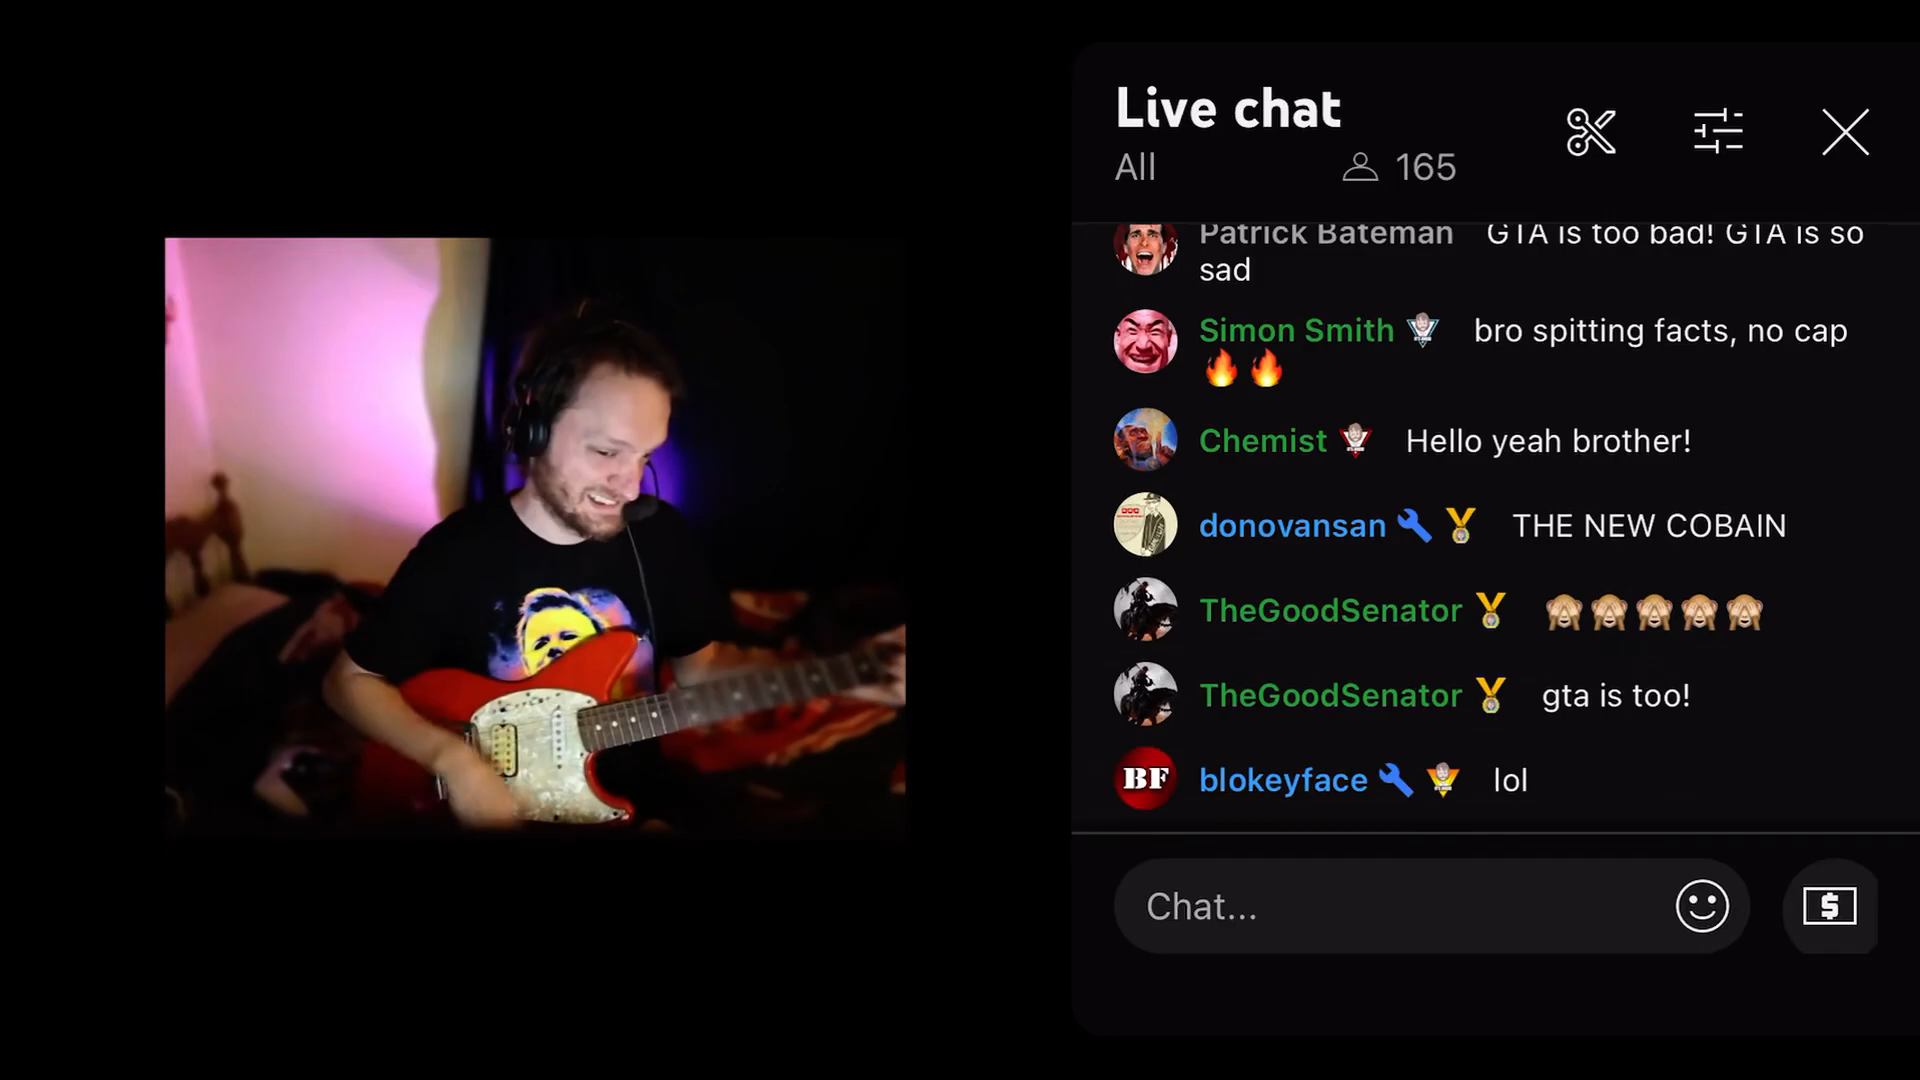 Live chat
All 165
Patrick Bateman GTA is too bad! GTA is so
sad
Simon Smith bro spitting facts, no cap
🔥🔥
Chemist Hello yeah brother!
donovansan THE NEW COBAIN
TheGoodSenator 🙈🙈🙈🙈🙈
TheGoodSenator gta is too!
BF blokeyface lol
Chat...
$